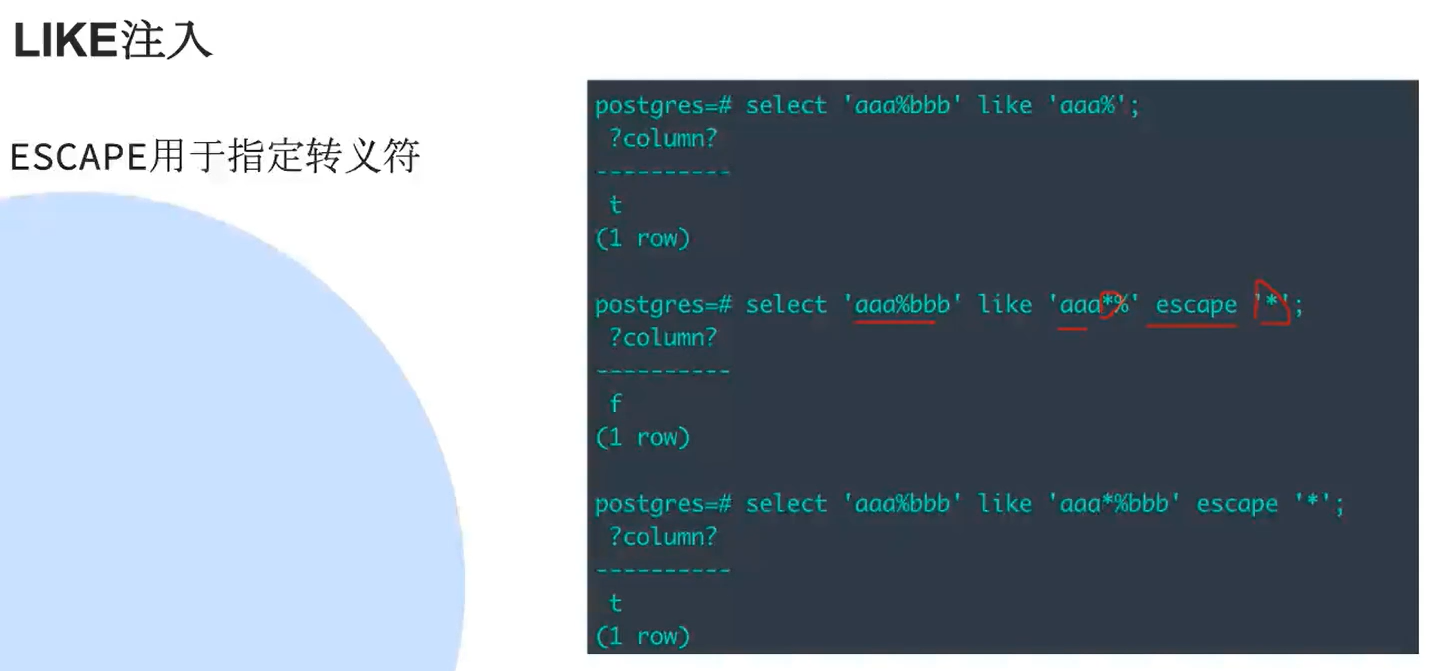 LIKE注入
ESCAPE用于指定转义符
postgres=# select 'aaa%bbb' like 'aaa%';
?column?
----------
t
(1 row)
postgres=# select 'aaa%bbb' like 'aaa*%' escape '*';
?column?
----------
f
(1 row)
postgres=# select 'aaa%bbb' like 'aaa*%bbb' escape '*';
?column?
----------
t
(1 row)